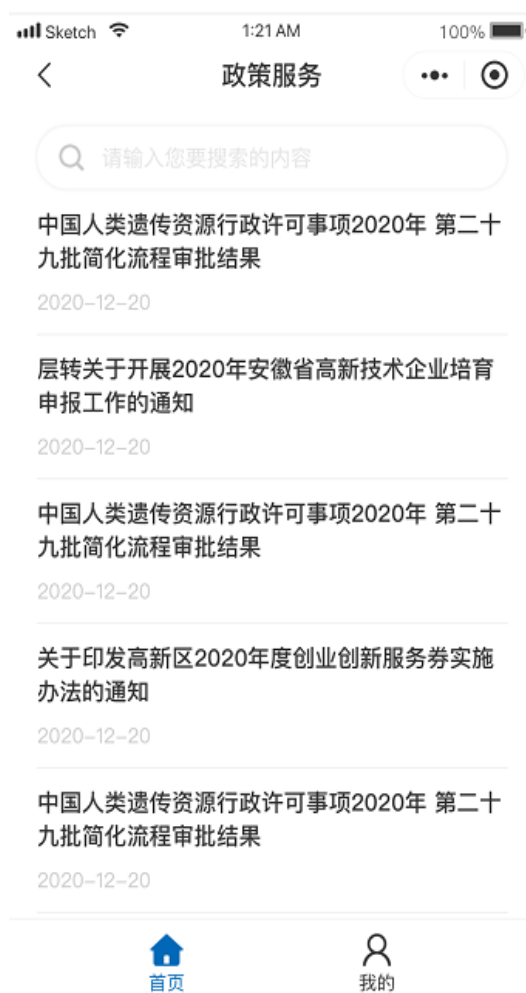 Sketch 1:21 AM 100%
政策服务
请输入您要搜索的内容
中国人类遗传资源行政许可事项2020年 第二十
九批简化流程审批结果
2020-12-20
层转关于开展2020年安徽省高新技术企业培育
申报工作的通知
2020-12-20
中国人类遗传资源行政许可事项2020年 第二十
九批简化流程审批结果
2020-12-20
关于印发高新区2020年度创业创新服务券实施
办法的通知
2020-12-20
中国人类遗传资源行政许可事项2020年 第二十
九批简化流程审批结果
2020-12-20
首页 我的